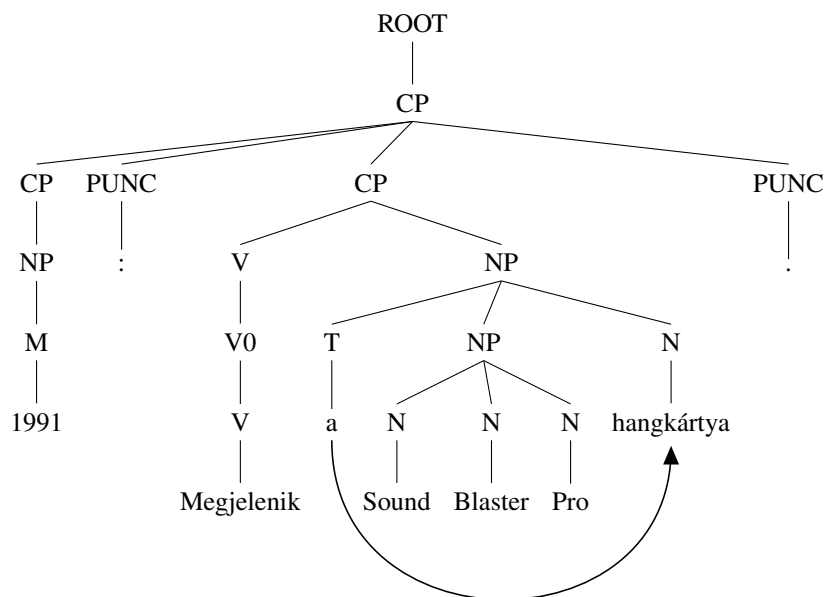 ROOT
CP
CP PUNC CP PUNC
NP : V NP .
M V0 T NP N
1991 V a N N N hangkártya
Megjelenik Sound Blaster Pro